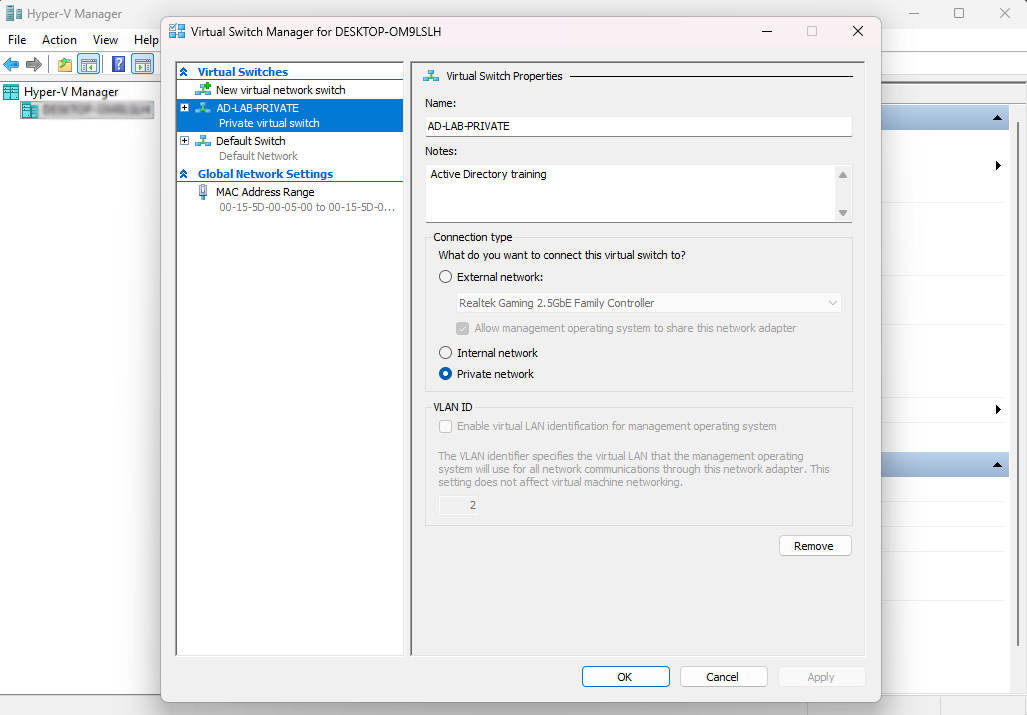 Hyper-V Manager
File Action View Help
Hyper-V Manager
Virtual Switch Manager for DESKTOP-OM9LSLH
Virtual Switches
New virtual network switch
AD-LAB-PRIVATE
Private virtual switch
Default Switch
Default Network
Global Network Settings
MAC Address Range
00-15-5D-00-05-00 to 00-15-5D-0...
Virtual Switch Properties
Name:
AD-LAB-PRIVATE
Notes:
Active Directory training
Connection type
What do you want to connect this virtual switch to?
External network:
Realtek Gaming 2.5GbE Family Controller
Allow management operating system to share this network adapter
Internal network
Private network
VLAN ID
Enable virtual LAN identification for management operating system
The VLAN identifier specifies the virtual LAN that the management operating
system will use for all network communications through this network adapter. This
setting does not affect virtual machine networking.
2
Remove
OK Cancel Apply